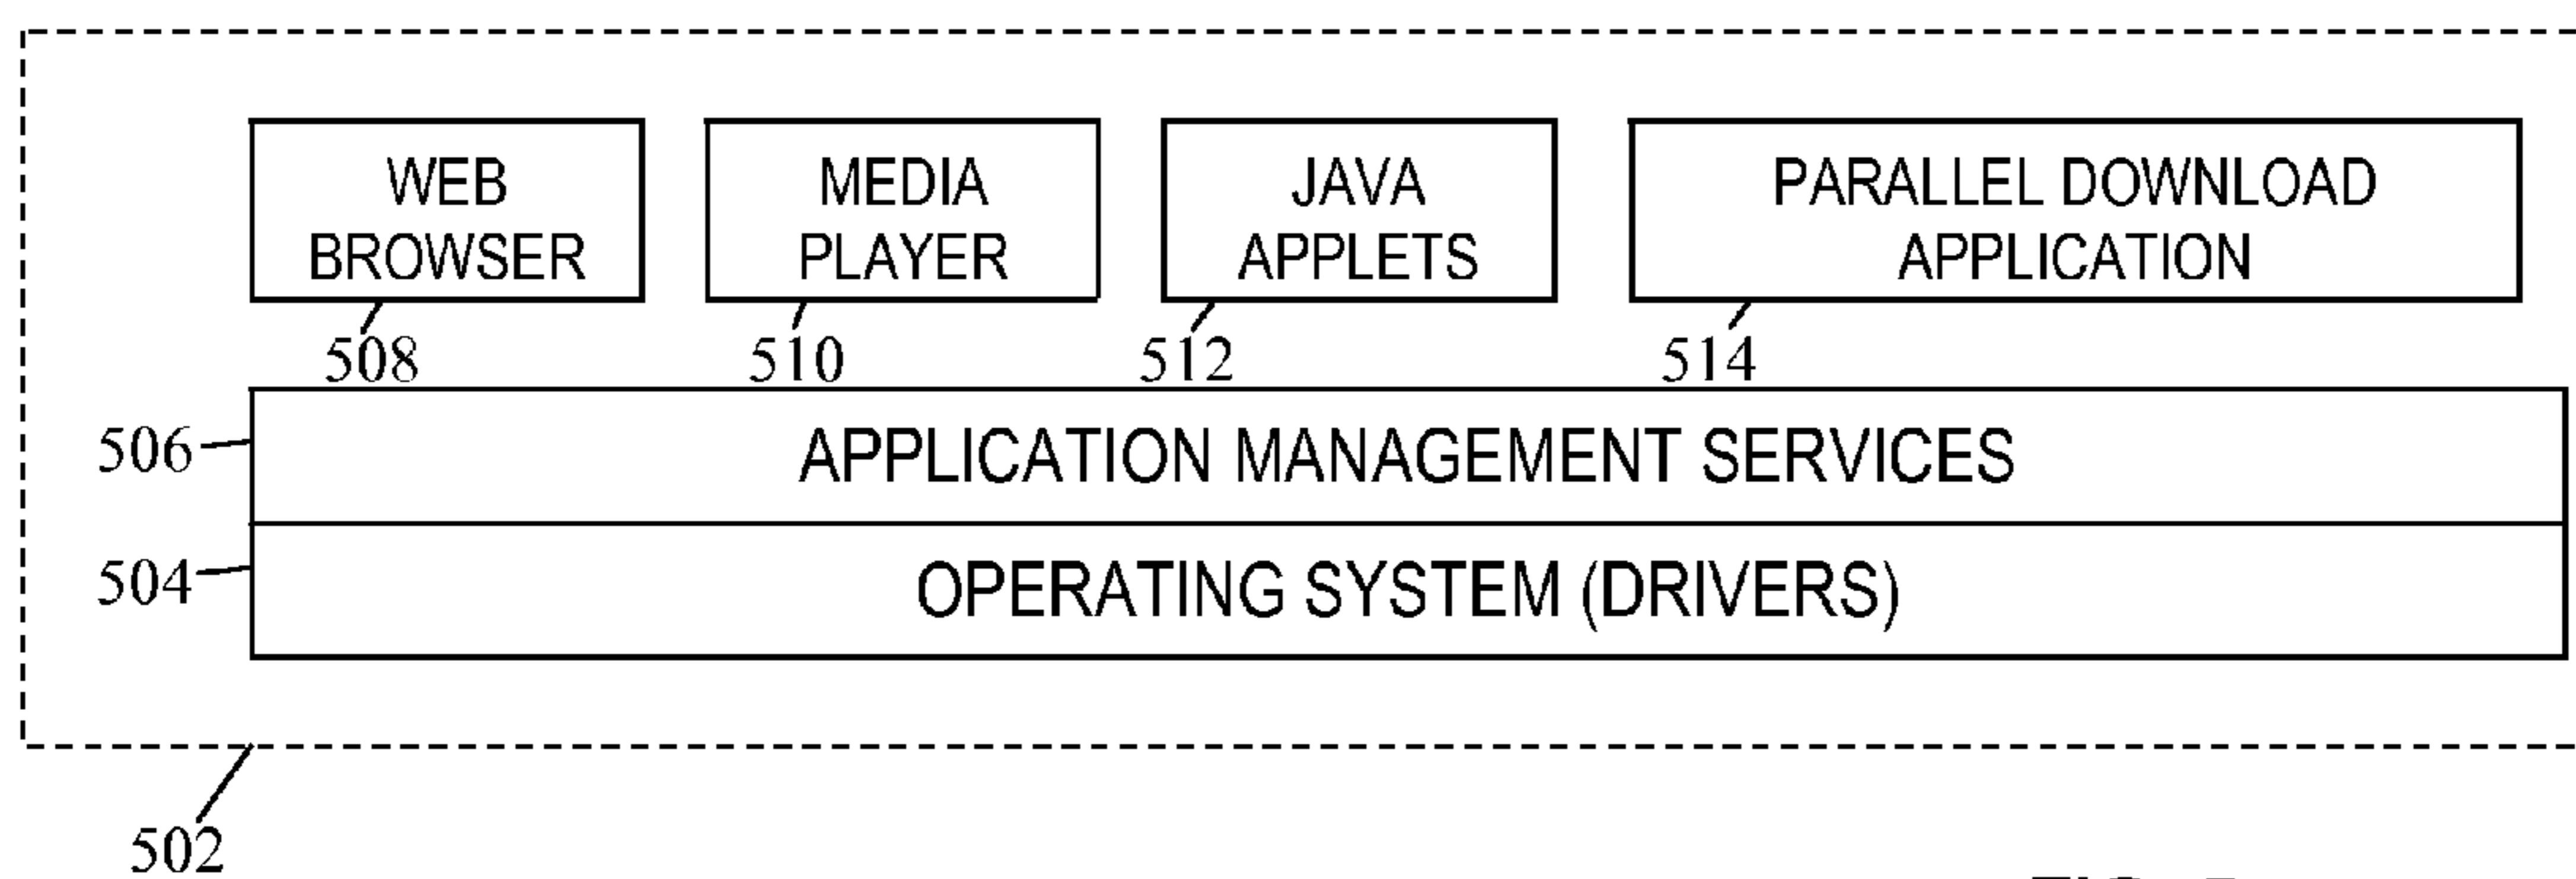 WEB
BROWSER
MEDIA
PLAYER
JAVA
APPLETS
PARALLEL DOWNLOAD
APPLICATION
508
510
512
514
506
APPLICATION MANAGEMENT SERVICES
504
OPERATING SYSTEM (DRIVERS)
502